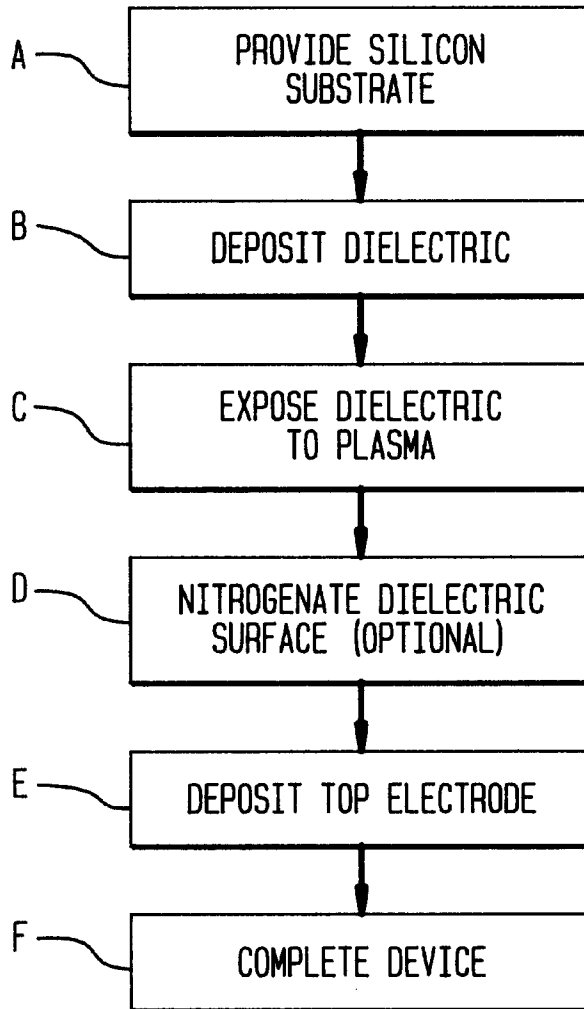 A
PROVIDE SILICON
SUBSTRATE
B
DEPOSIT DIELECTRIC
C
EXPOSE DIELECTRIC
TO PLASMA
D
NITROGENATE DIELECTRIC
SURFACE (OPTIONAL)
E
DEPOSIT TOP ELECTRODE
F
COMPLETE DEVICE